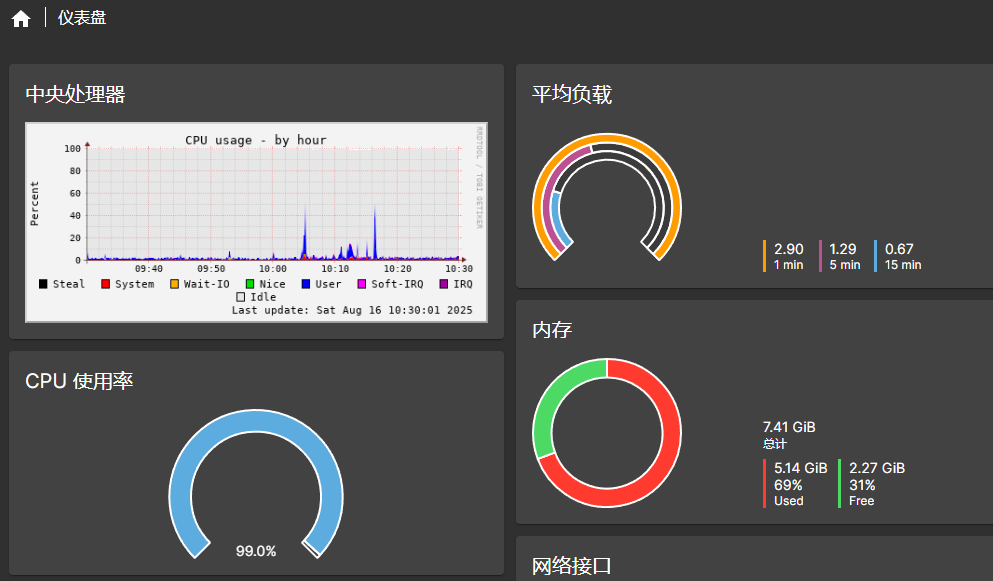 仪表盘
中央处理器
CPU usage - by hour
RRDTOOL / TOBI OETIKER
Percent
100
80
60
40
20
0
09:40 09:50 10:00 10:10 10:20 10:30
Steal System Wait-IO Nice User Soft-IRQ IRQ
Idle
Last update: Sat Aug 16 10:30:01 2025
CPU 使用率
99.0%
平均负载
2.90 1.29 0.67
1 min 5 min 15 min
内存
7.41 GiB
总计
5.14 GiB 2.27 GiB
69% 31%
Used Free
网络接口